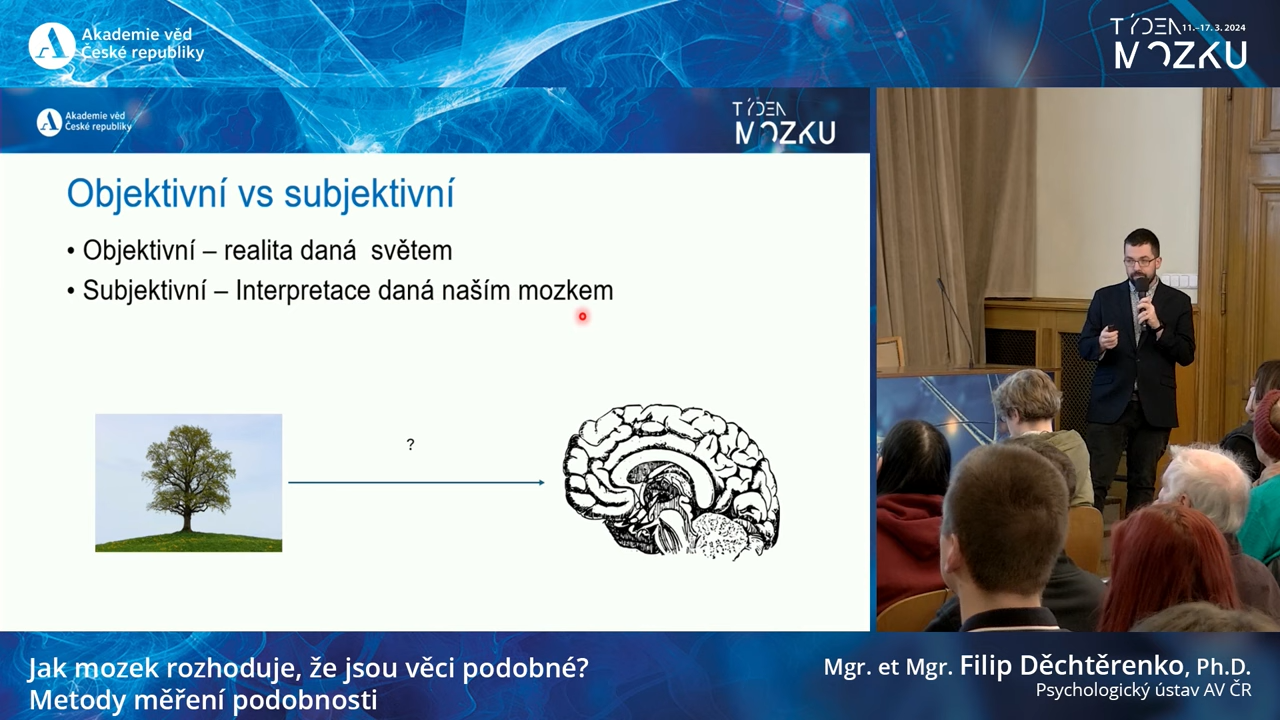 Akademie věd
České republiky
TÝDEN 11.–17. 3. 2024
MOZKU
Akademie věd
České republiky
TÝDEN
MOZKU
Objektivní vs subjektivní
• Objektivní – realita daná světem
• Subjektivní – Interpretace daná naším mozkem
?
Jak mozek rozhoduje, že jsou věci podobné?
Metody měření podobnosti
Mgr. et Mgr. Filip Děchtěrenko, Ph.D.
Psychologický ústav AV ČR